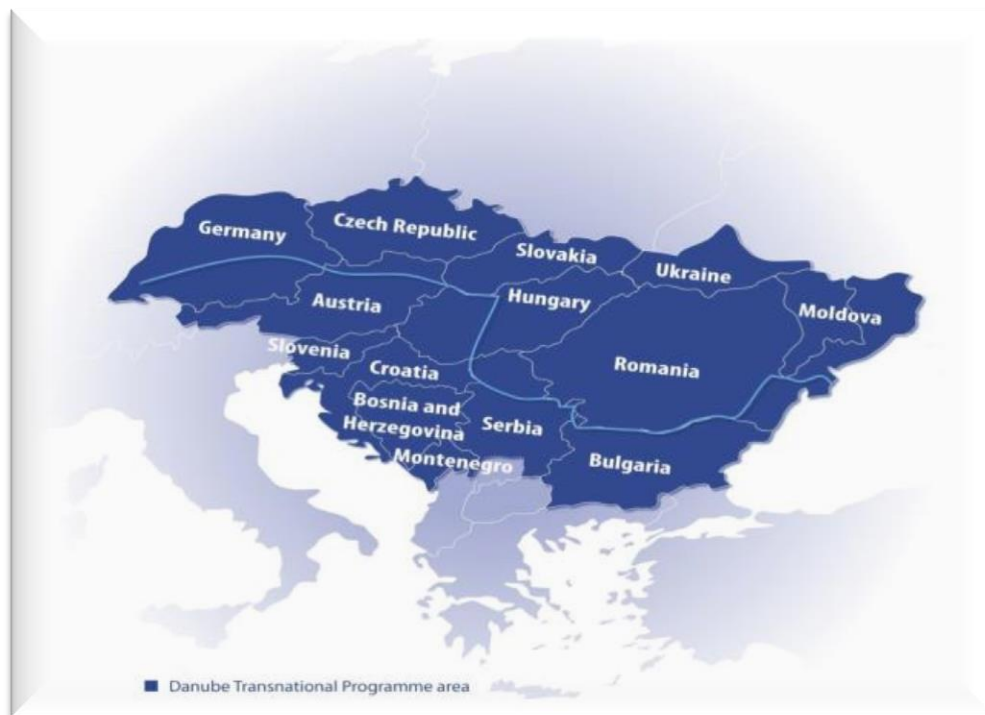 Czech Republic
Germany
Slovakia
Ukraine
Hungary
Austria
Moldova
Slovenia
Croatia
Romania
Bosnia and
Herzegovina
Serbia
Montenegro
Bulgaria
Danube Transnational Programme area